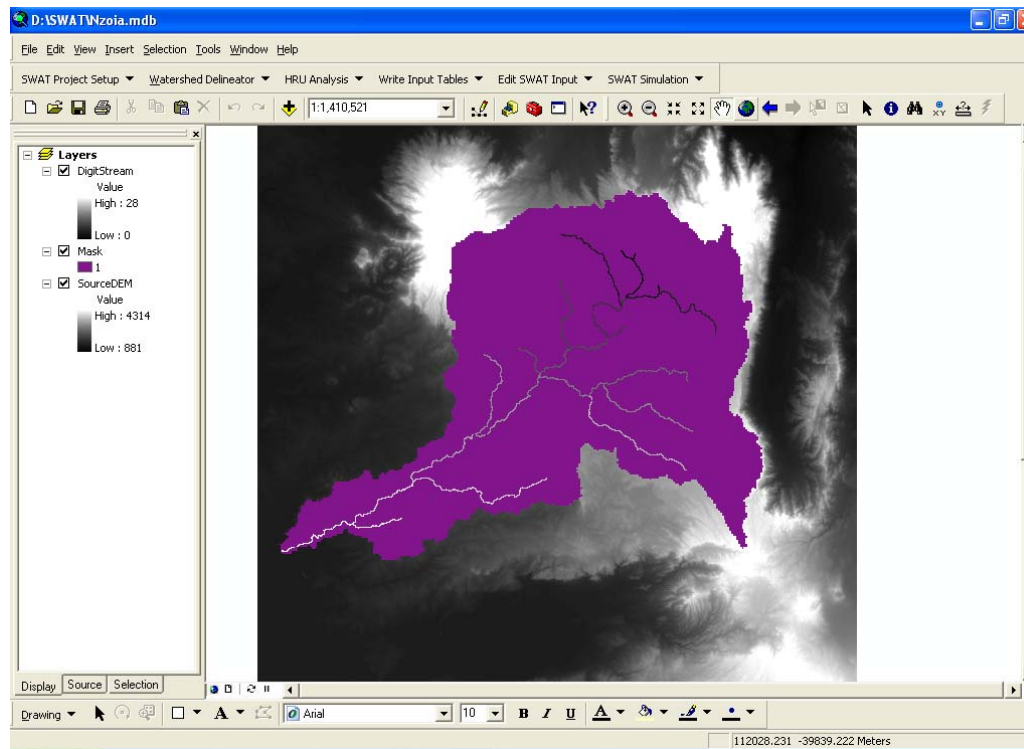 D:\SWAT\Nzoia.mdb
File Edit View Insert Selection Tools Window Help
SWAT Project Setup Watershed Delineator HRU Analysis Write Input Tables Edit SWAT Input SWAT Simulation
1:1,410,521
XY
Layers
DigitStream
Value
High : 28
Low : 0
Mask
1
SourceDEM
Value
High : 4314
Low : 881
Display Source Selection
Drawing A Arial 10 B I U A
112028.231 -39839.222 Meters